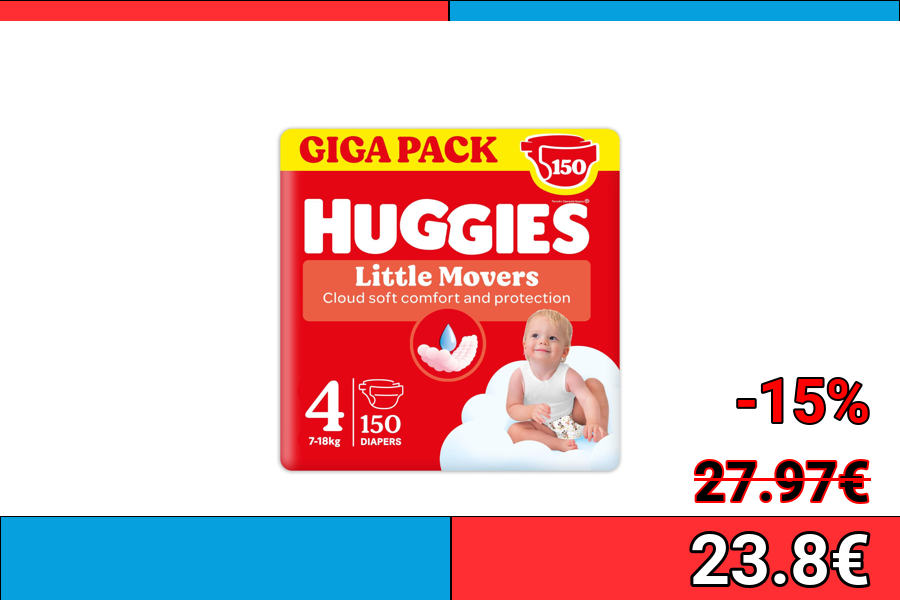 GIGA PACK
150
HUGGIES
Little Movers
Cloud soft comfort and protection
4
7-18kg
150
DIAPERS
-15%
27.97€
23.8€